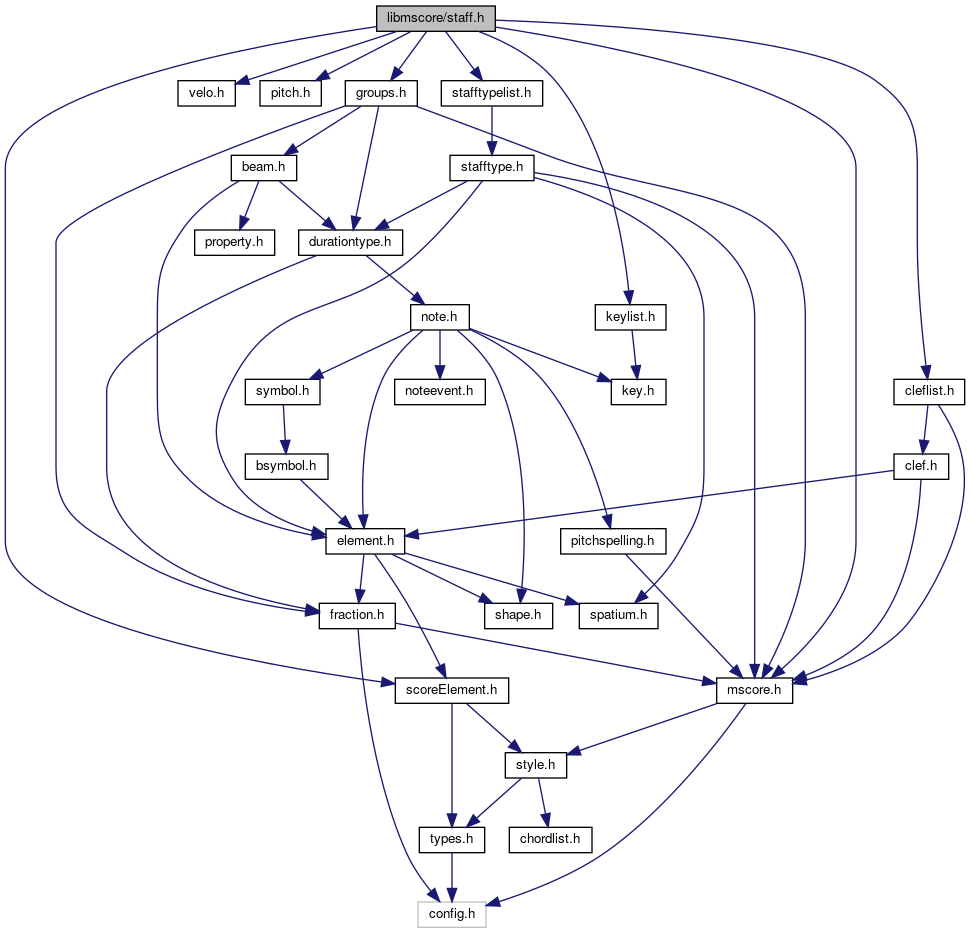 libmscore/staff.h
velo.h
pitch.h
groups.h
stafftypelist.h
beam.h
stafftype.h
property.h
durationtype.h
note.h
keylist.h
symbol.h
noteevent.h
key.h
cleflist.h
bsymbol.h
clef.h
element.h
pitchspelling.h
fraction.h
shape.h
spatium.h
scoreElement.h
mscore.h
style.h
types.h
chordlist.h
config.h